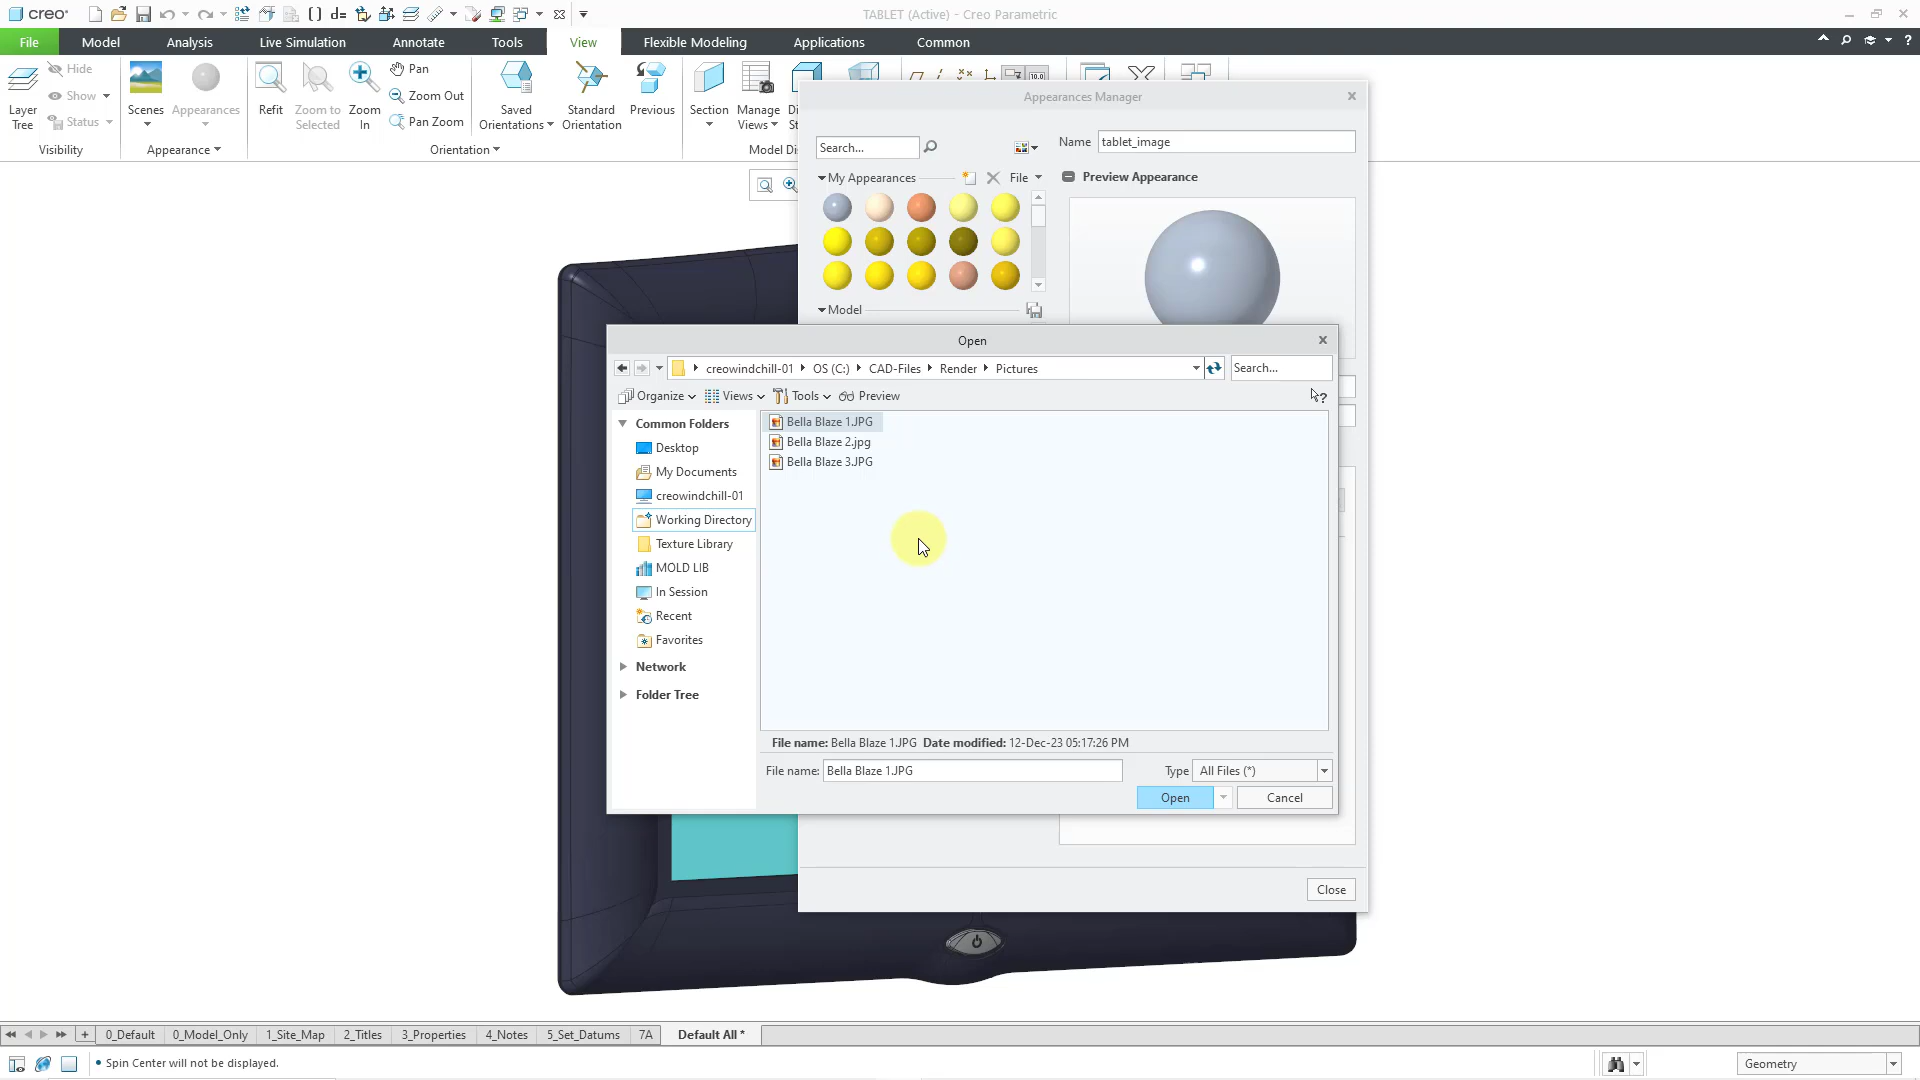 creo
TABLET (Active) - Creo Parametric
File
Model
Analysis
Live Simulation
Annotate
Tools
View
Flexible Modeling
Applications
Common
Layer
Tree
Hide
Show
Status
Visibility
Scenes
Appearances
Appearance
Refit
Zoom to
Selected
Zoom
In
Pan
Zoom Out
Pan Zoom
Saved
Orientations
Standard
Orientation
Previous
Orientation
Section
Manage
Views
Model Di
Appearances Manager
Search...
Name
tablet_image
My Appearances
File
Preview Appearance
Model
Open
creowindchill-01
OS (C:)
CAD-Files
Render
Pictures
Search...
Organize
Views
Tools
Preview
Common Folders
Desktop
My Documents
creowindchill-01
Working Directory
Texture Library
MOLD LIB
In Session
Recent
Favorites
Network
Folder Tree
Bella Blaze 1.JPG
Bella Blaze 2.jpg
Bella Blaze 3.JPG
File name: Bella Blaze 1.JPG Date modified: 12-Dec-23 05:17:26 PM
File name:
Bella Blaze 1.JPG
Type
All Files (*)
Open
Cancel
Close
0_Default
0_Model_Only
1_Site_Map
2_Titles
3_Properties
4_Notes
5_Set_Datums
7A
Default All *
• Spin Center will not be displayed.
Geometry